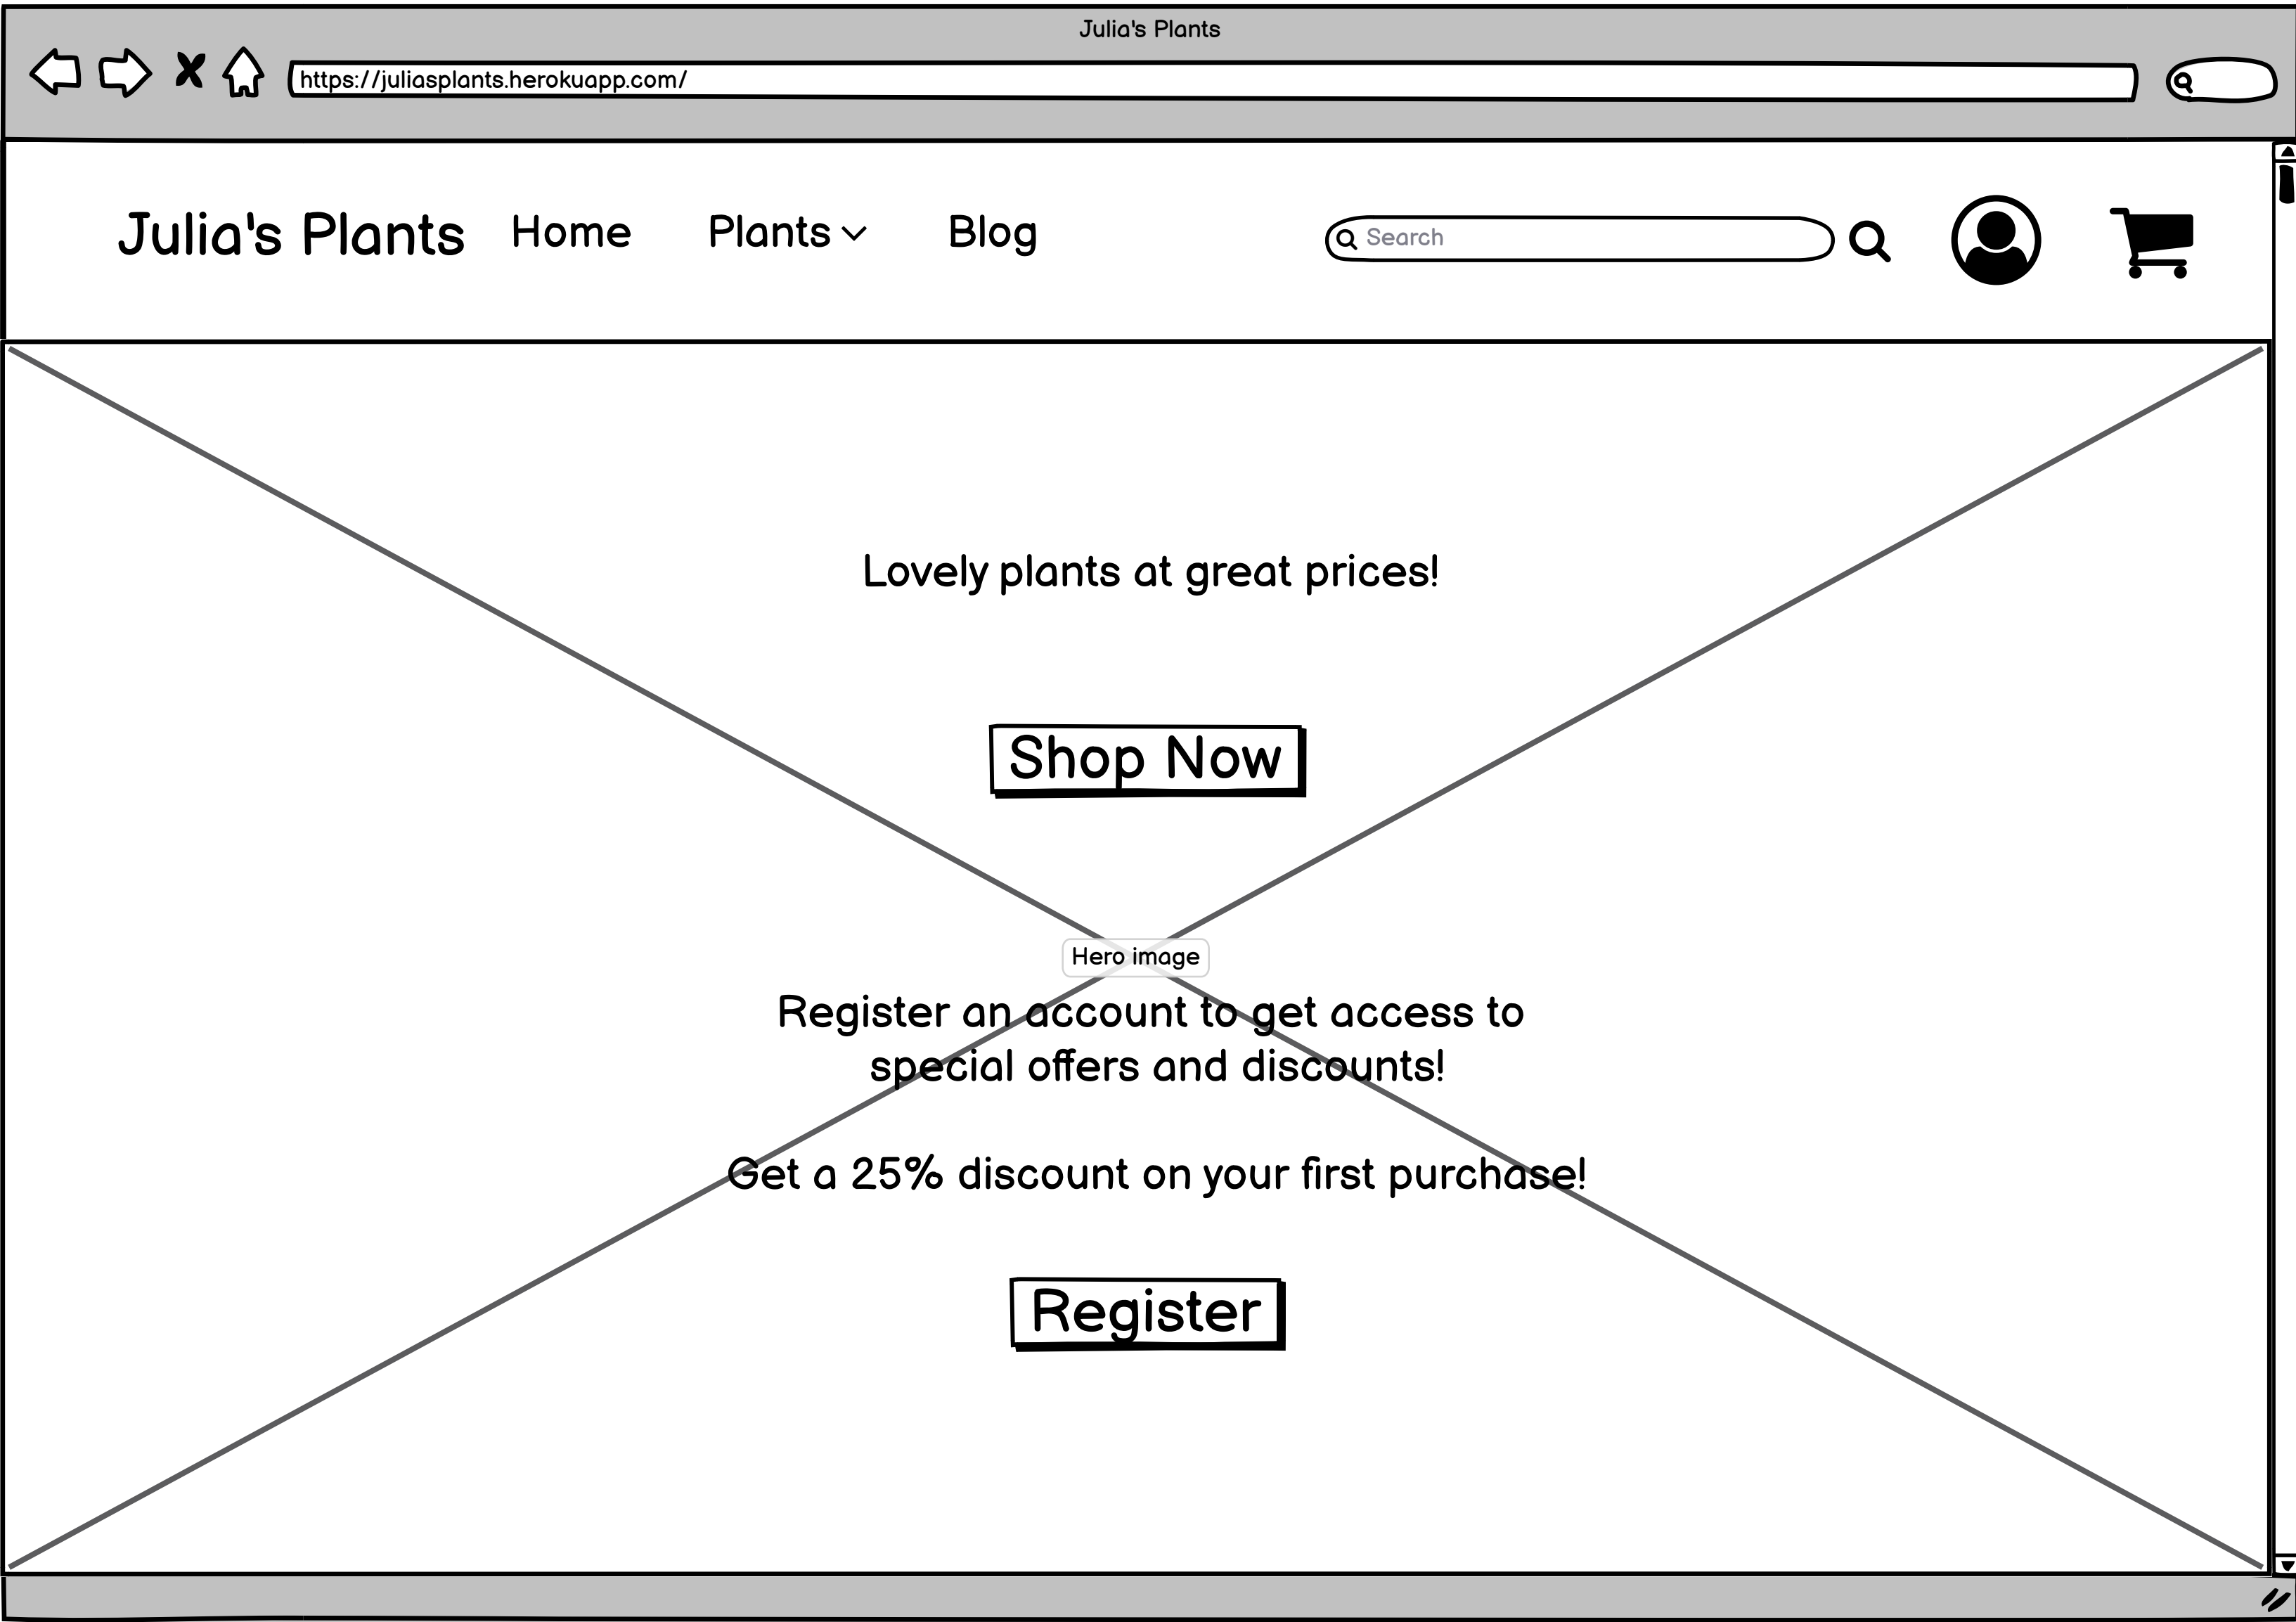 Julia's Plants
https://juliasplants.herokuapp.com/
Julia's Plants Home Plants Blog Search
Lovely plants at great prices!
Shop Now
Hero image
Register an account to get access to
special offers and discounts!
Get a 25% discount on your first purchase!
Register